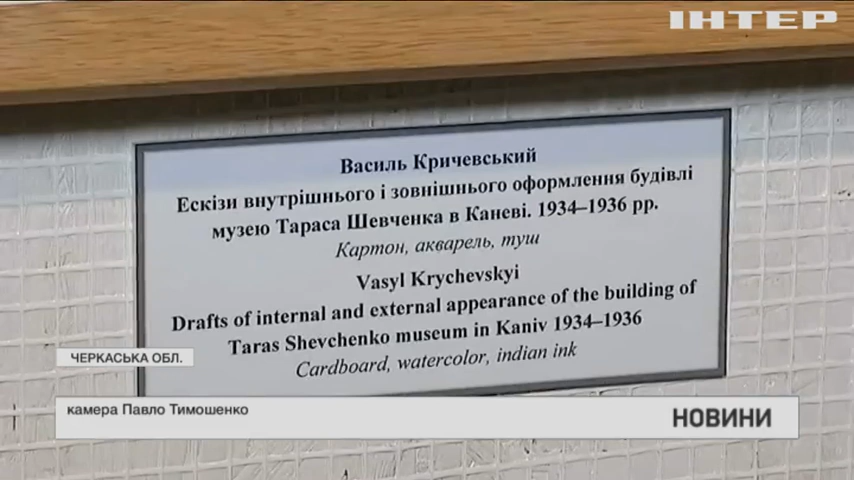 ІНТЕР
Василь Кричевський
Ескізи внутрішнього і зовнішнього оформлення будівлі
музею Тараса Шевченка в Каневі. 1934–1936 рр.
Картон, акварель, туш
Vasyl Krychevskyi
Drafts of internal and external appearance of the building of
Taras Shevchenko museum in Kaniv 1934–1936
Cardboard, watercolor, indian ink
ЧЕРКАСЬКА ОБЛ.
камера Павло Тимошенко
НОВИНИ